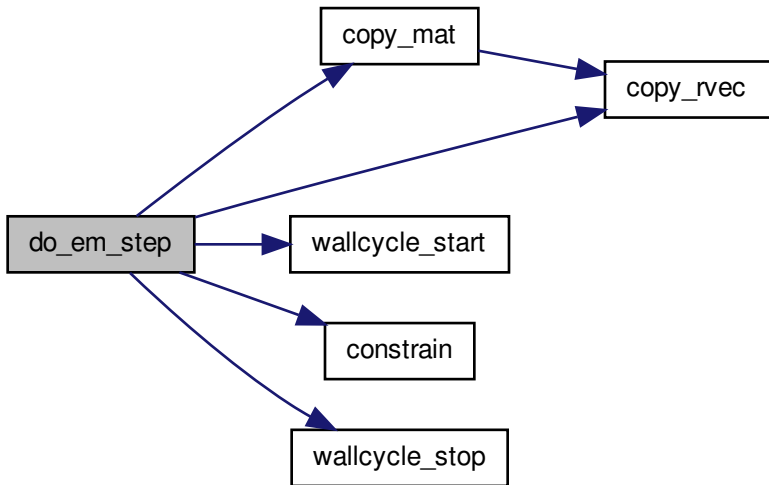 copy_mat
copy_rvec
do_em_step
wallcycle_start
constrain
wallcycle_stop